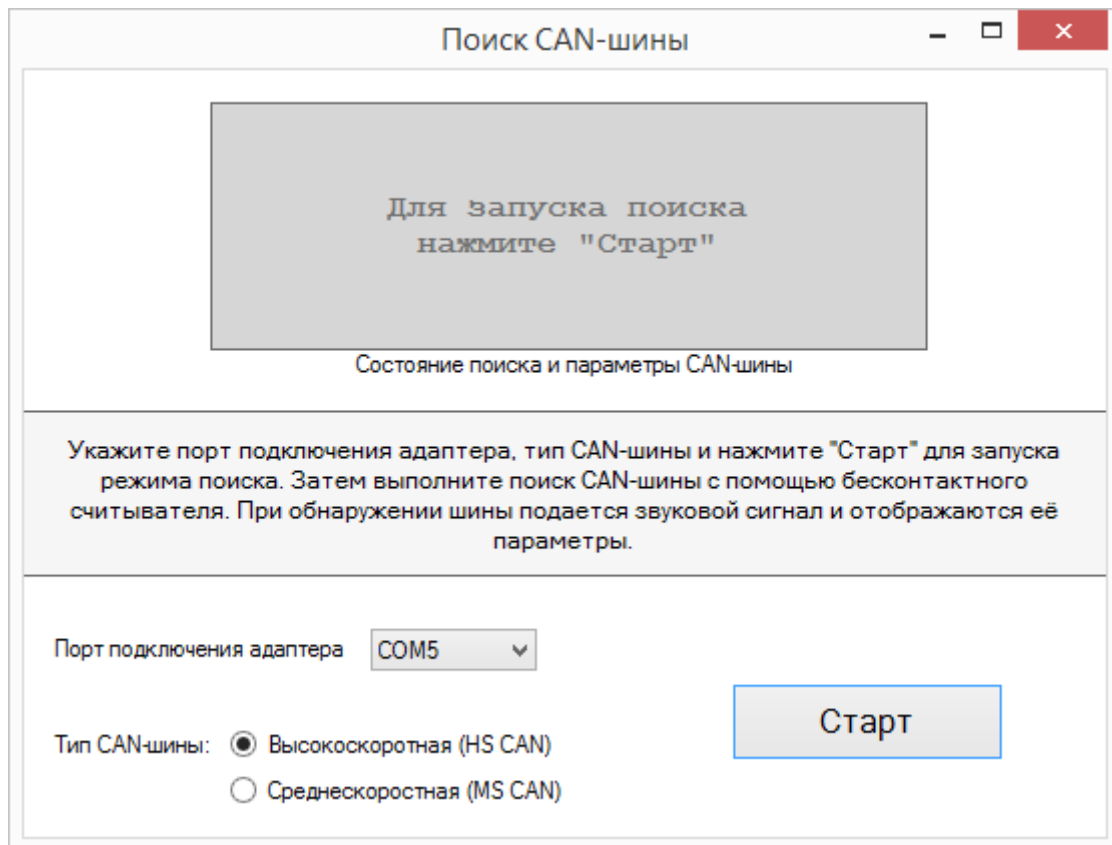 Поиск CAN-шины
Для запуска поиска
нажмите "Старт"
Состояние поиска и параметры CAN-шины
Укажите порт подключения адаптера, тип CAN-шины и нажмите "Старт" для запуска
режима поиска. Затем выполните поиск CAN-шины с помощью бесконтактного
считывателя. При обнаружении шины подается звуковой сигнал и отображаются её
параметры.
Порт подключения адаптера COM5
Старт
Тип CAN-шины: Высокоскоротная (HS CAN)
Среднескоростная (MS CAN)